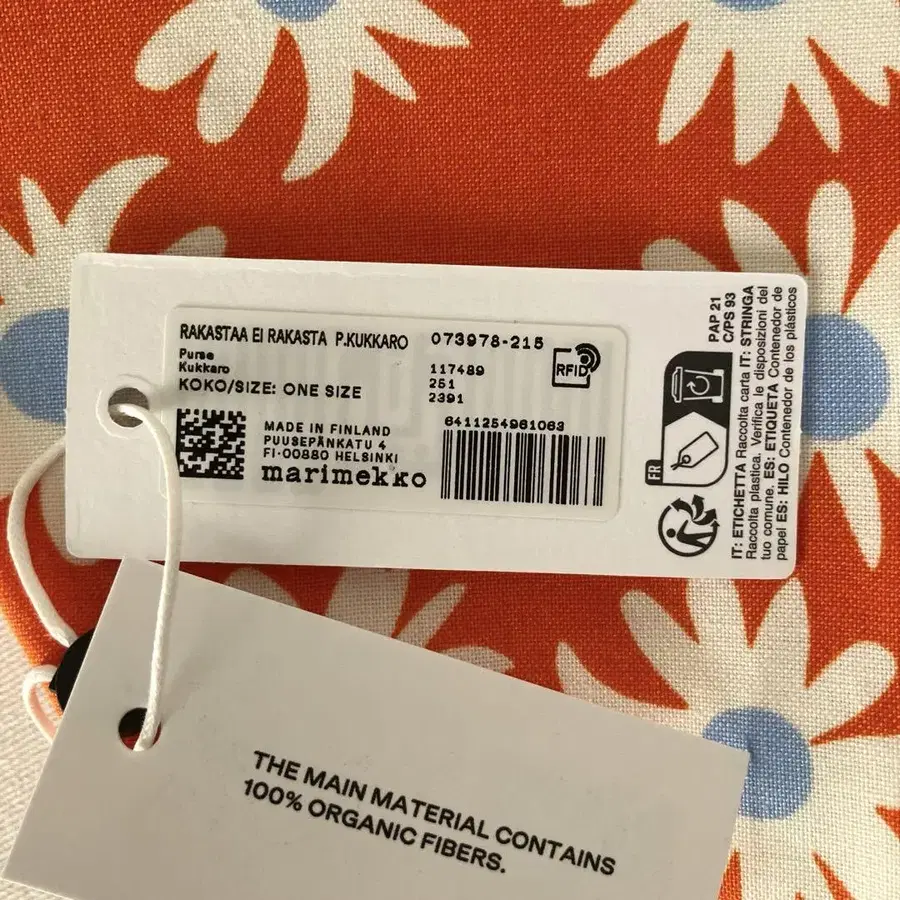 RAKASTAA EI RAKASTA P.KUKKARO 073978-215
Purse
Kukkaro
KOKO/SIZE: ONE SIZE
117489
251
2391
RFID
MADE IN FINLAND
PUUSEPÄNKATU 4
FI-00880 HELSINKI
marimekko
6411254961063
PAP 21
C/PS 93
FR
IT: ETICHETTA Raccolta carta IT: STRINGA
Raccolta plastica. Verifica le disposizioni del
tuo comune. ES: ETIQUETA Contenedor de
papel ES: HILO Contenedor de los plásticos
THE MAIN MATERIAL CONTAINS
100% ORGANIC FIBERS.